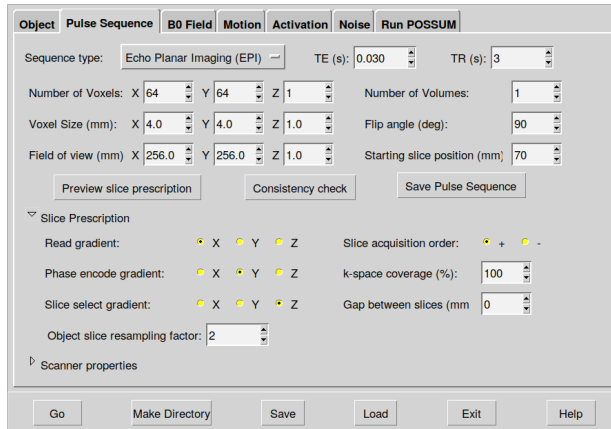 Object Pulse Sequence B0 Field Motion Activation Noise Run POSSUM
Sequence type: Echo Planar Imaging (EPI) TE (s): 0.030 TR (s): 3
Number of Voxels: X 64 Y 64 Z 1 Number of Volumes: 1
Voxel Size (mm): X 4.0 Y 4.0 Z 1.0 Flip angle (deg): 90
Field of view (mm) X 256.0 Y 256.0 Z 1.0 Starting slice position (mm) 70
Preview slice prescription Consistency check Save Pulse Sequence
Slice Prescription
Read gradient: X Y Z Slice acquisition order: + -
Phase encode gradient: X Y Z k-space coverage (%): 100
Slice select gradient: X Y Z Gap between slices (mm 0
Object slice resampling factor: 2
Scanner properties
Go Make Directory Save Load Exit Help